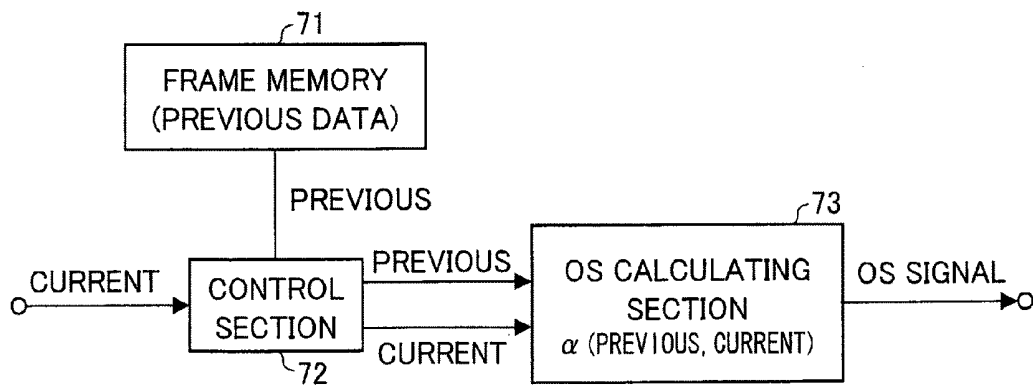 71
FRAME MEMORY
(PREVIOUS DATA)
PREVIOUS
CURRENT
CONTROL
SECTION
72
PREVIOUS
CURRENT
73
OS CALCULATING
SECTION
α (PREVIOUS, CURRENT)
OS SIGNAL